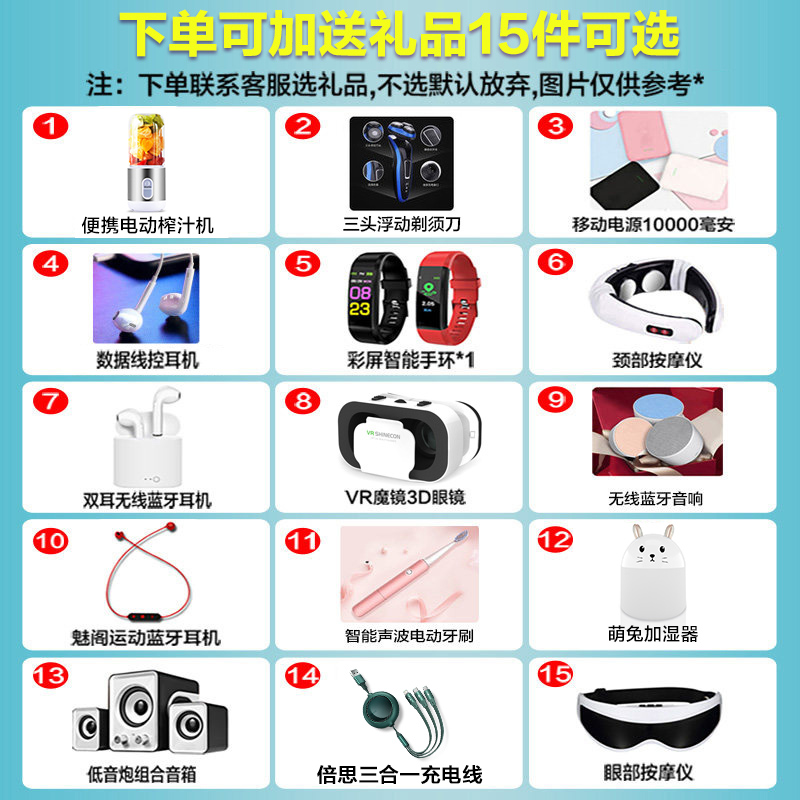 下单可加送礼品15件可选
注：下单联系客服选礼品,不选默认放弃,图片仅供参考*
1
2
3
便携电动榨汁机
三头浮动剃须刀
移动电源10000毫安
4
5
6
08
23
2.05
数据线控耳机
彩屏智能手环*1
颈部按摩仪
7
8
9
VR SHINECON
双耳无线蓝牙耳机
VR魔镜3D眼镜
无线蓝牙音响
10
11
12
魅阁运动蓝牙耳机
智能声波电动牙刷
萌兔加湿器
13
14
15
低音炮组合音箱
倍思三合一充电线
眼部按摩仪